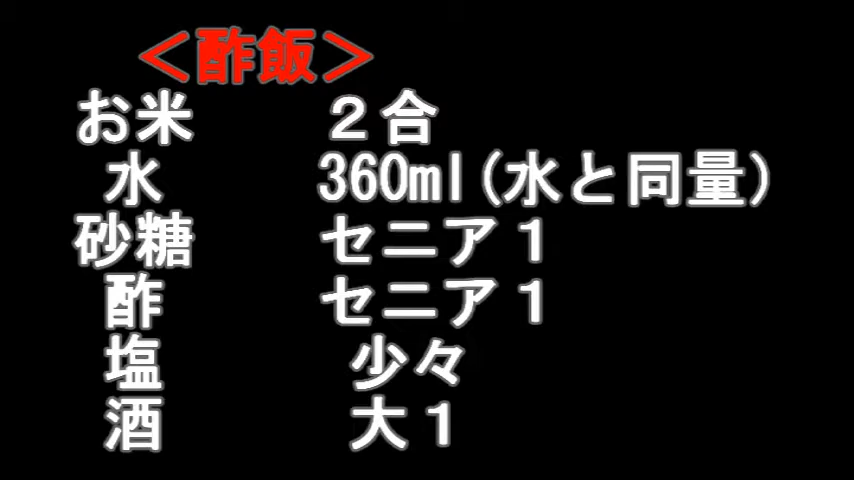 ＜酢飯＞
お米 ２合
水 360ml(水と同量)
砂糖 セニア１
酢 セニア１
塩 少々
酒 大１